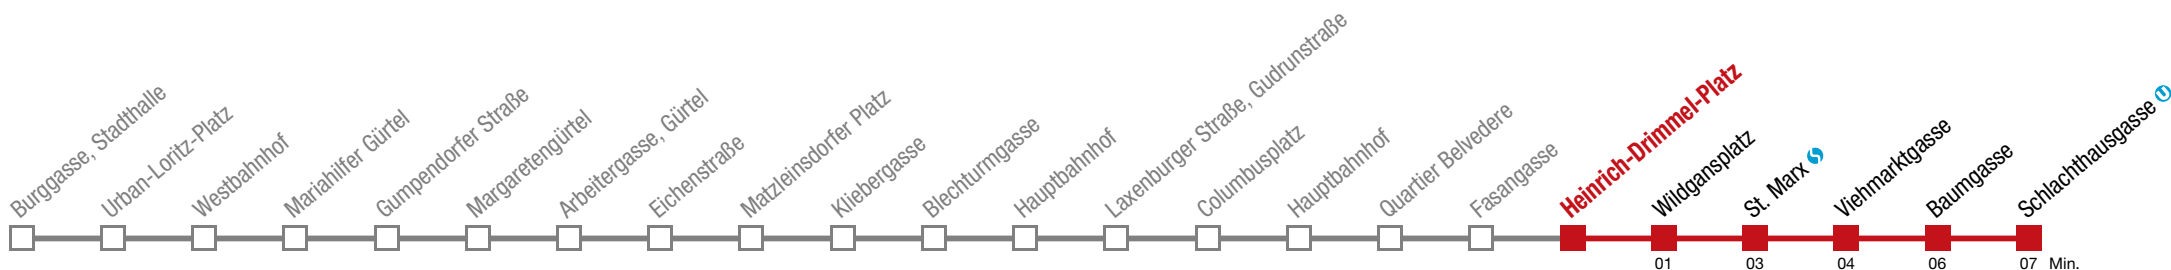 Burggasse, Stadthalle
Urban-Loritz-Platz
Westbahnhof
Mariahilfer Gürtel
Gumpendorfer Straße
Margaretengürtel
Arbeitergasse, Gürtel
Eichenstraße
Matzleinsdorfer Platz
Kliebergasse
Blechturmgasse
Hauptbahnhof
Laxenburger Straße, Gudrunstraße
Columbusplatz
Hauptbahnhof
Quartier Belvedere
Fasangasse
Heinrich-Drimmel-Platz
Wildgansplatz
St. Marx S
Viehmarktgasse
Baumgasse
Schlachthausgasse U
01 03 04 06 07 Min.